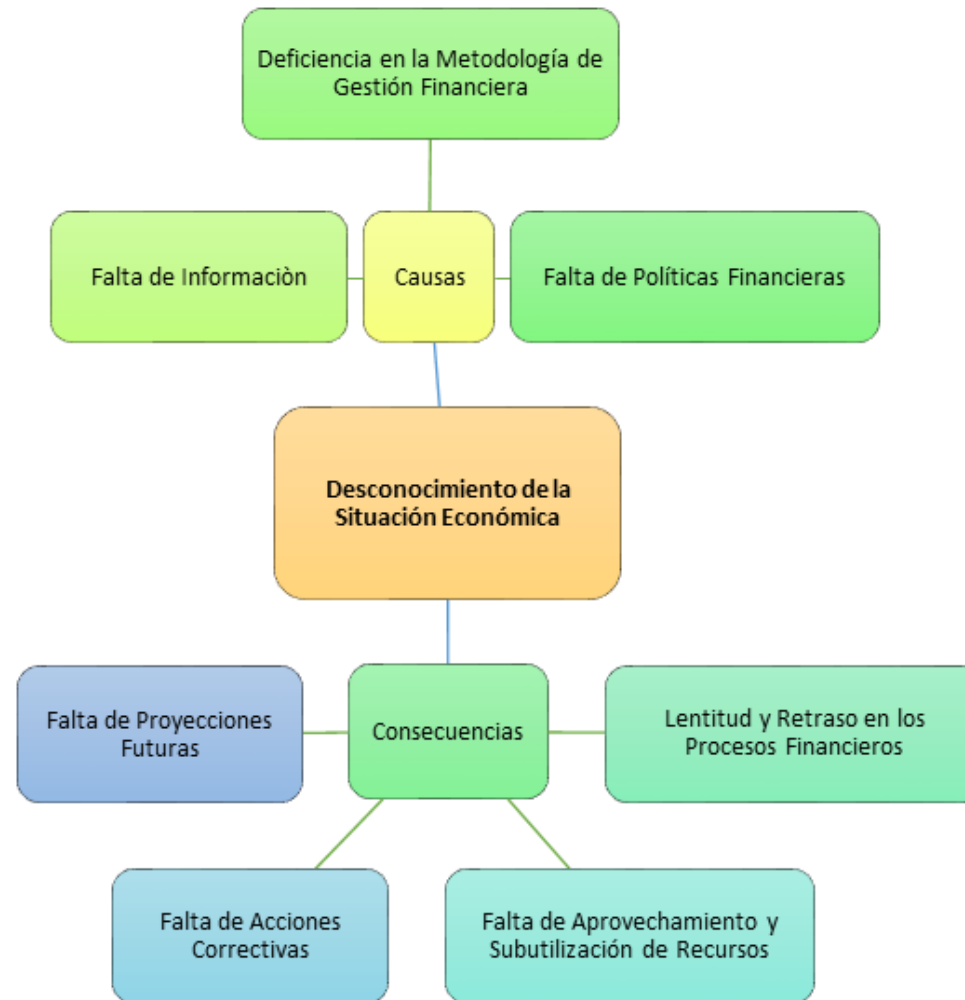 Deficiencia en la Metodología de
Gestión Financiera
Falta de Informaciòn
Causas
Falta de Políticas Financieras
Desconocimiento de la
Situación Económica
Falta de Proyecciones
Futuras
Consecuencias
Lentitud y Retraso en los
Procesos Financieros
Falta de Acciones
Correctivas
Falta de Aprovechamiento y
Subutilización de Recursos